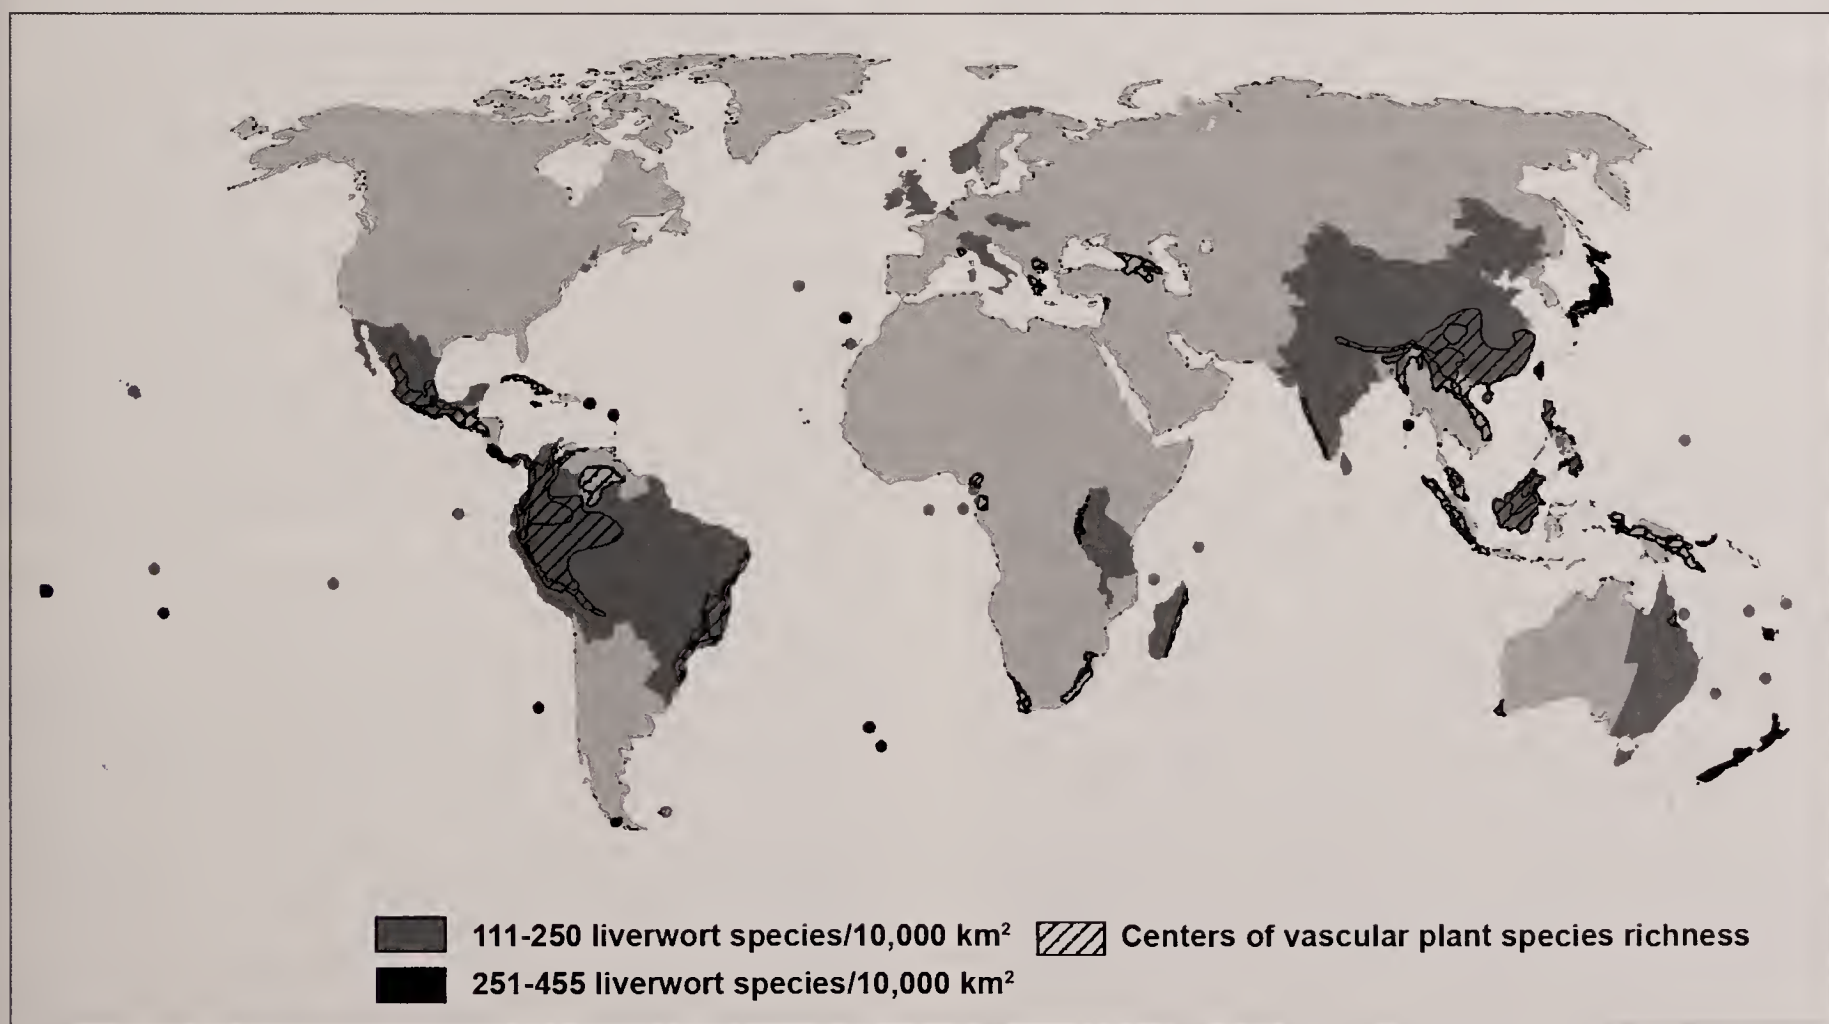 111-250 liverwort species/10,000 km² Centers of vascular plant species richness
251-455 liverwort species/10,000 km²